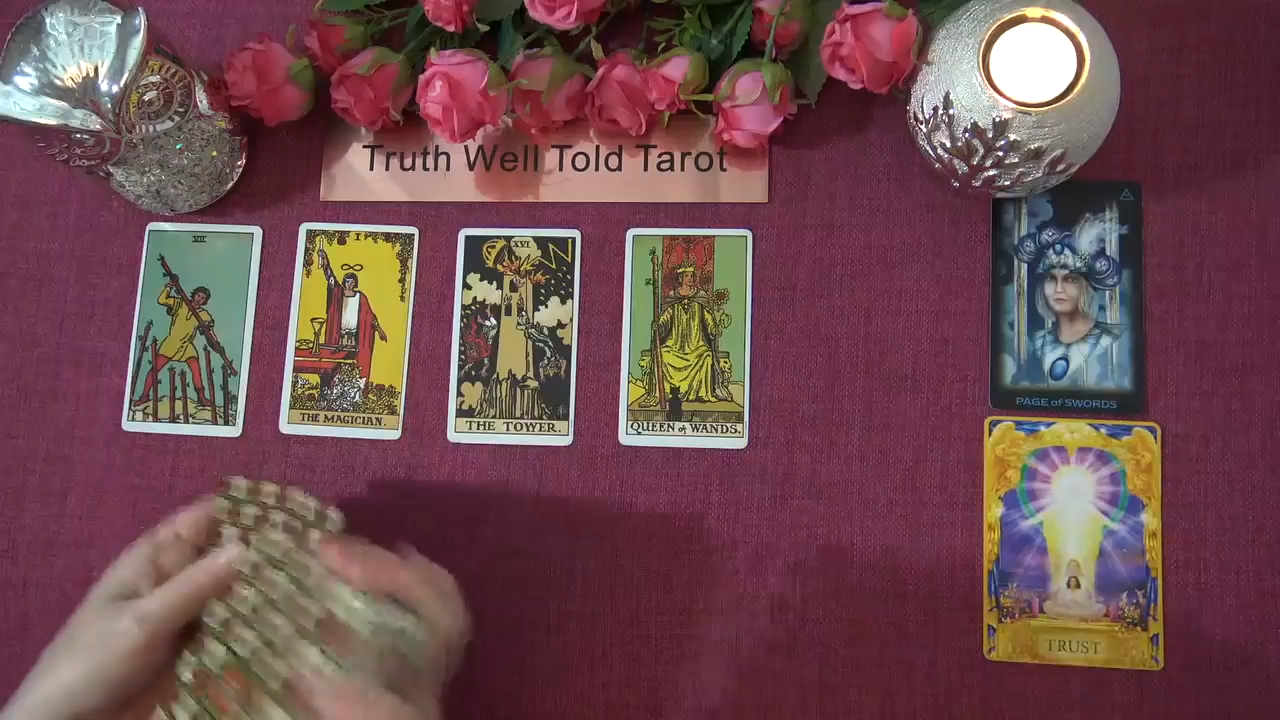 Truth Well Told Tarot
VII
I
THE MAGICIAN.
XVI
THE TOWER.
QUEEN of WANDS.
PAGE of SWORDS
TRUST